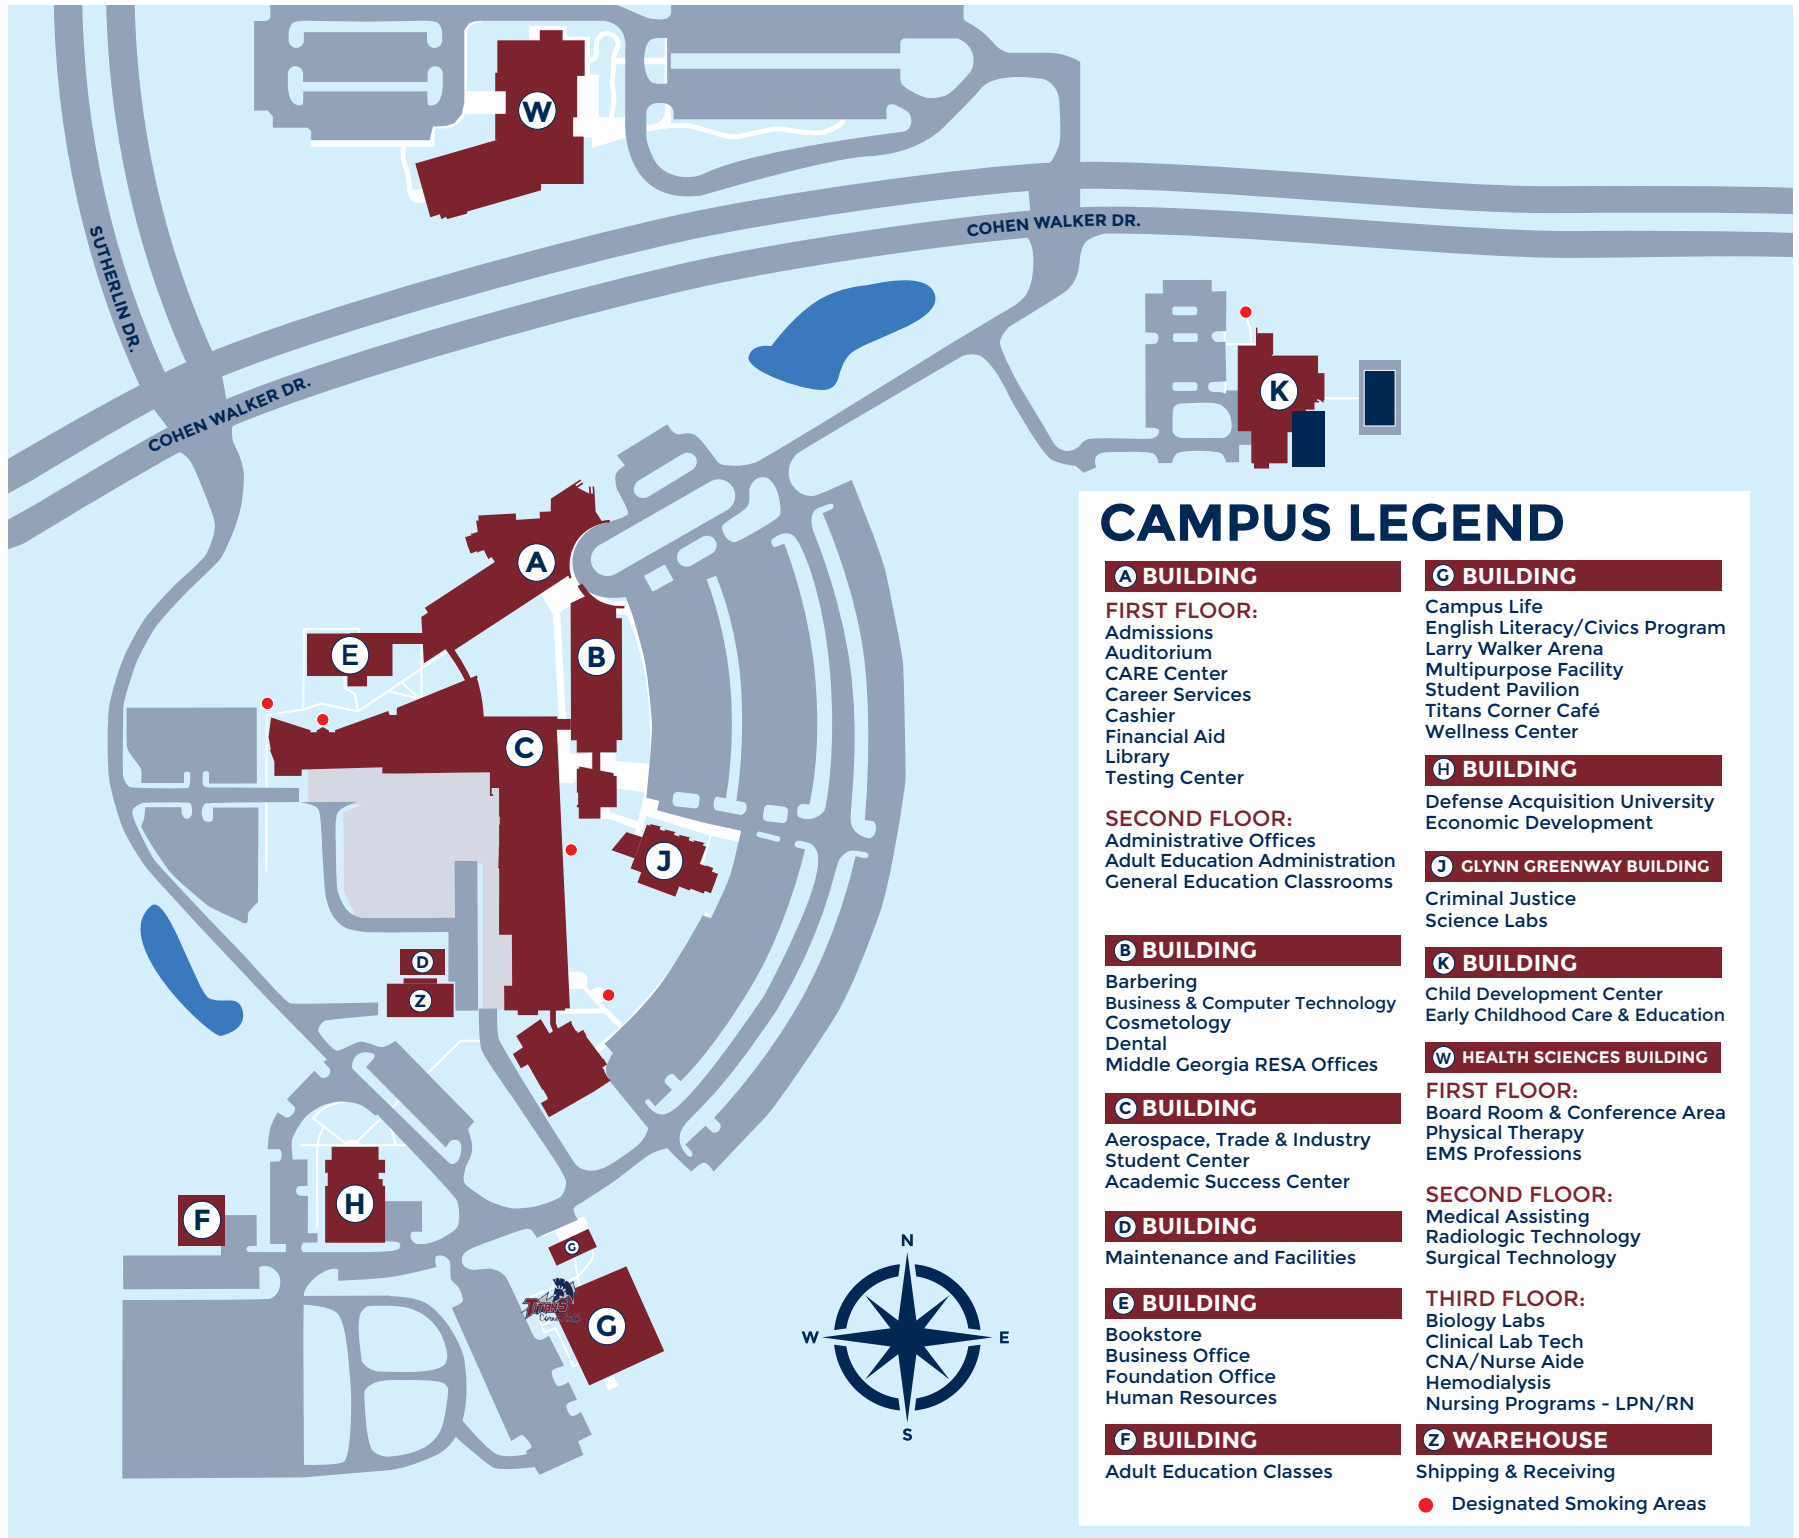 W
SUTHERLIN DR.
COHEN WALKER DR.
COHEN WALKER DR.
K
A
B
E
C
J
D
Z
H
F
G
G
TITANS
N
W
E
S
CAMPUS LEGEND
A BUILDING
FIRST FLOOR:
Admissions
Auditorium
CARE Center
Career Services
Cashier
Financial Aid
Library
Testing Center
SECOND FLOOR:
Administrative Offices
Adult Education Administration
General Education Classrooms
B BUILDING
Barbering
Business & Computer Technology
Cosmetology
Dental
Middle Georgia RESA Offices
C BUILDING
Aerospace, Trade & Industry
Student Center
Academic Success Center
D BUILDING
Maintenance and Facilities
E BUILDING
Bookstore
Business Office
Foundation Office
Human Resources
F BUILDING
Adult Education Classes
G BUILDING
Campus Life
English Literacy/Civics Program
Larry Walker Arena
Multipurpose Facility
Student Pavilion
Titans Corner Café
Wellness Center
H BUILDING
Defense Acquisition University
Economic Development
J GLYNN GREENWAY BUILDING
Criminal Justice
Science Labs
K BUILDING
Child Development Center
Early Childhood Care & Education
W HEALTH SCIENCES BUILDING
FIRST FLOOR:
Board Room & Conference Area
Physical Therapy
EMS Professions
SECOND FLOOR:
Medical Assisting
Radiologic Technology
Surgical Technology
THIRD FLOOR:
Biology Labs
Clinical Lab Tech
CNA/Nurse Aide
Hemodialysis
Nursing Programs - LPN/RN
Z WAREHOUSE
Shipping & Receiving
Designated Smoking Areas